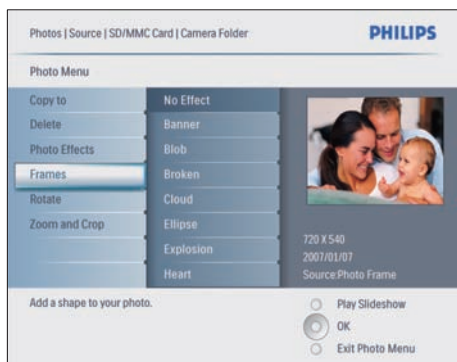 Photos | Source | SD/MMC Card | Camera Folder
PHILIPS
Photo Menu
Copy to
Delete
Photo Effects
Frames
Rotate
Zoom and Crop
No Effect
Banner
Blob
Broken
Cloud
Ellipse
Explosion
Heart
720 X 540
2007/01/07
Source:Photo Frame
Add a shape to your photo.
Play Slideshow
OK
Exit Photo Menu